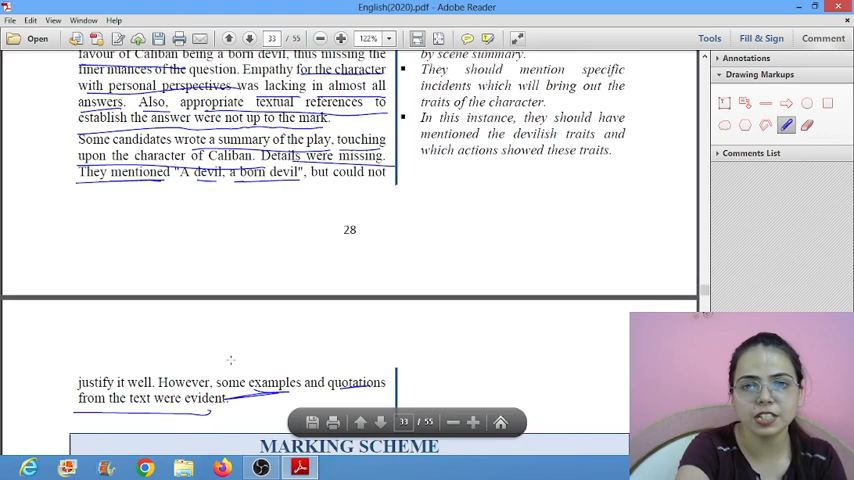 English(2020).pdf - Adobe Reader
File Edit View Window Help
Open 33 / 55 122% Tools Fill & Sign Comment
favour of Caliban being a born devil, thus missing the
finer nuances of the question. Empathy for the character
with personal perspectives was lacking in almost all
answers. Also, appropriate textual references to
establish the answer were not up to the mark.
Some candidates wrote a summary of the play, touching
upon the character of Caliban. Details were missing.
They mentioned "A devil, a born devil", but could not
by scene summary.
▪ They should mention specific
incidents which will bring out the
traits of the character.
▪ In this instance, they should have
mentioned the devilish traits and
which actions showed these traits.
28
justify it well. However, some examples and quotations
from the text were evident.
MARKING SCHEME
33 / 55
Annotations
Drawing Markups
Comments List